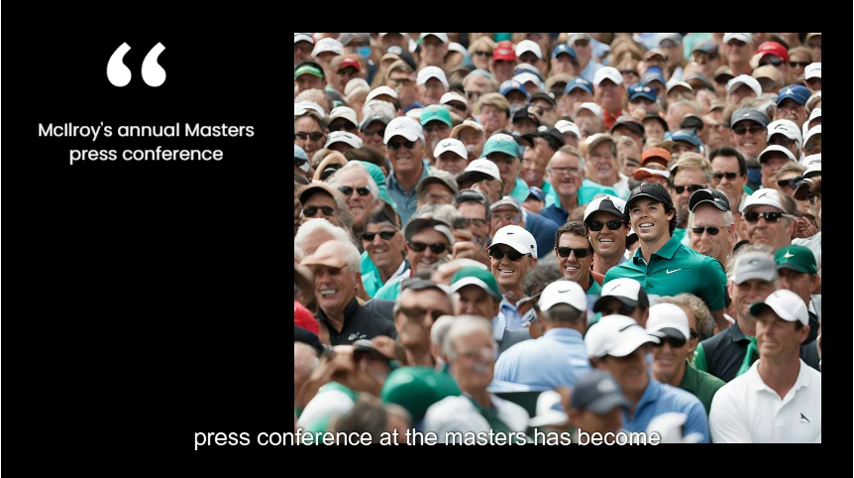 McIlroy's annual Masters
press conference
press conference at the masters has become